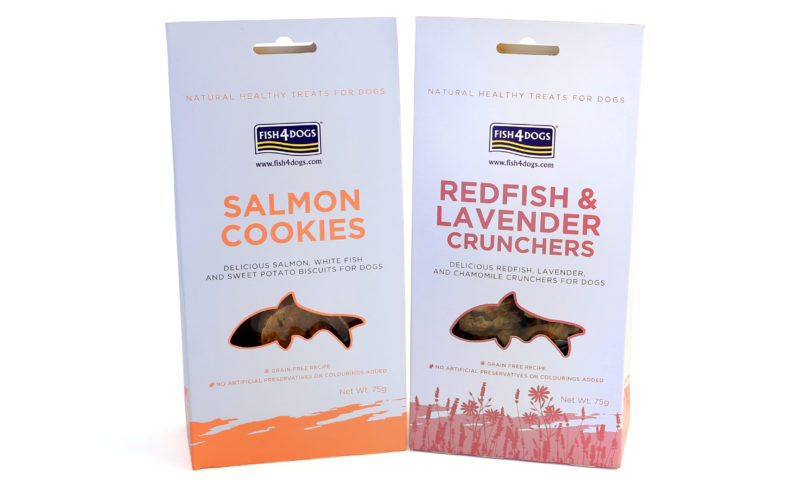 NATURAL HEALTHY TREATS FOR DOGS
FISH4DOGS
www.fish4dogs.com
SALMON
COOKIES
DELICIOUS SALMON, WHITE FISH
AND SWEET POTATO BISCUITS FOR DOGS
GRAIN FREE RECIPE
NO ARTIFICIAL PRESERVATIVES OR COLOURINGS ADDED
Net Wt. 75g
NATURAL HEALTHY TREATS FOR DOGS
FISH4DOGS
www.fish4dogs.com
REDFISH &
LAVENDER
CRUNCHERS
DELICIOUS REDFISH, LAVENDER,
AND CHAMOMILE CRUNCHERS FOR DOGS
GRAIN FREE RECIPE
NO ARTIFICIAL PRESERVATIVES OR COLOURINGS ADDED
Net Wt. 75g